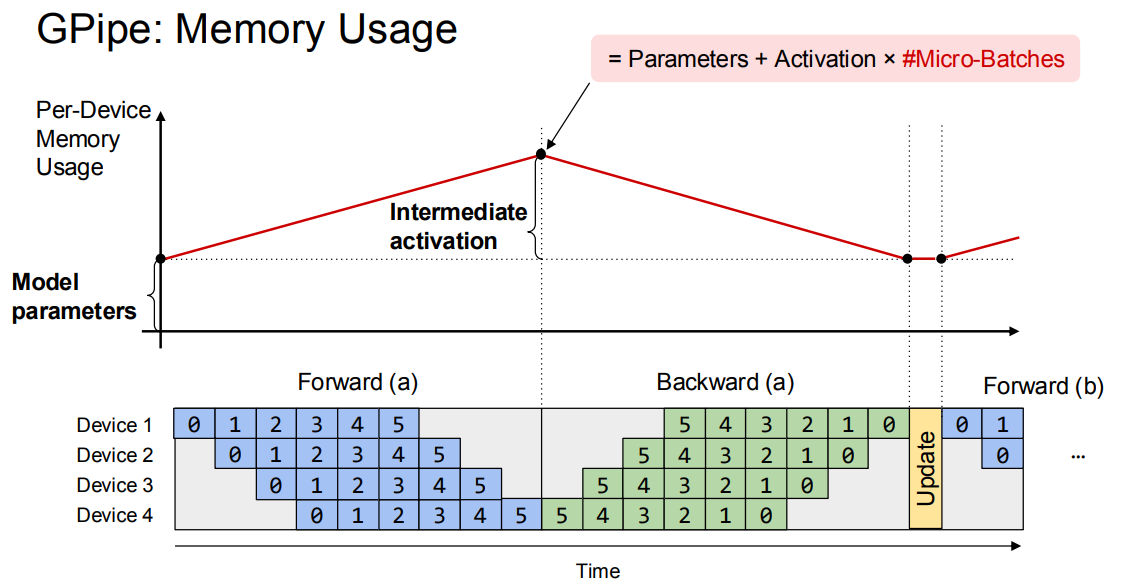 GPipe: Memory Usage
= Parameters + Activation × #Micro-Batches
Per-Device
Memory
Usage
Intermediate
activation
Model
parameters
Forward (a)
Backward (a)
Forward (b)
Device 1 0 1 2 3 4 5 5 4 3 2 1 0 0 1
Device 2 0 1 2 3 4 5 5 4 3 2 1 0 0 ...
Device 3 0 1 2 3 4 5 5 4 3 2 1 0
Device 4 0 1 2 3 4 5 5 4 3 2 1 0
Update
Time